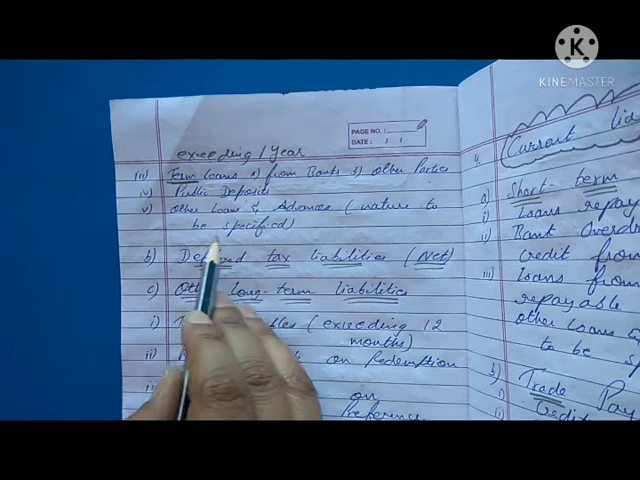 K
KINEMASTER
PAGE NO.:
DATE: / /
exceeding 1 year
iii) Term loans a) from Banks b) other Parties
iv) Public Deposits
v) Other loans & Advances (nature to
be specified)
b) Deferred tax liabilities (Net)
c) Other long-term liabilities
i) (exceeding 12
months)
ii) on Redemption
on
Preference
4. Current
a) Short-term
i) Loans repay
ii) Bank Overdr
credit from
iii) Loans from
repayable
other loans
to be sp
b) Trade Pay
i)
ii) Credit